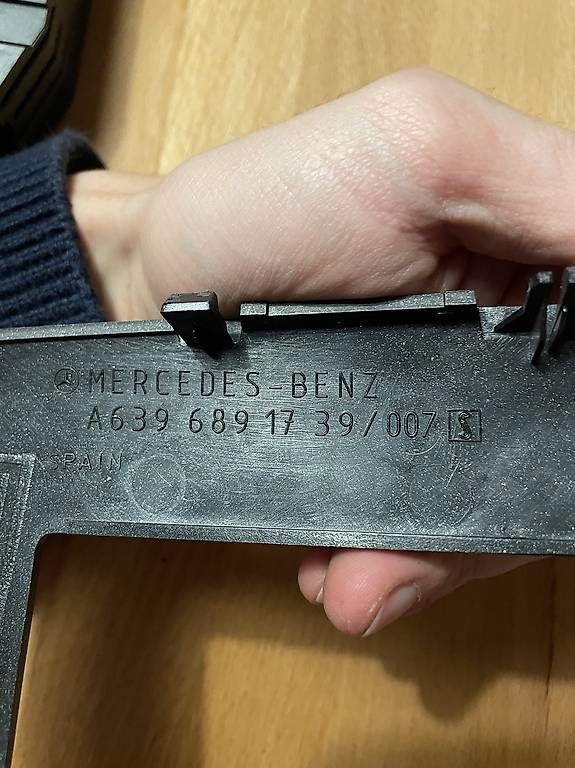 MERCEDES-BENZ
A639 689 17 39/007 S
SPAIN